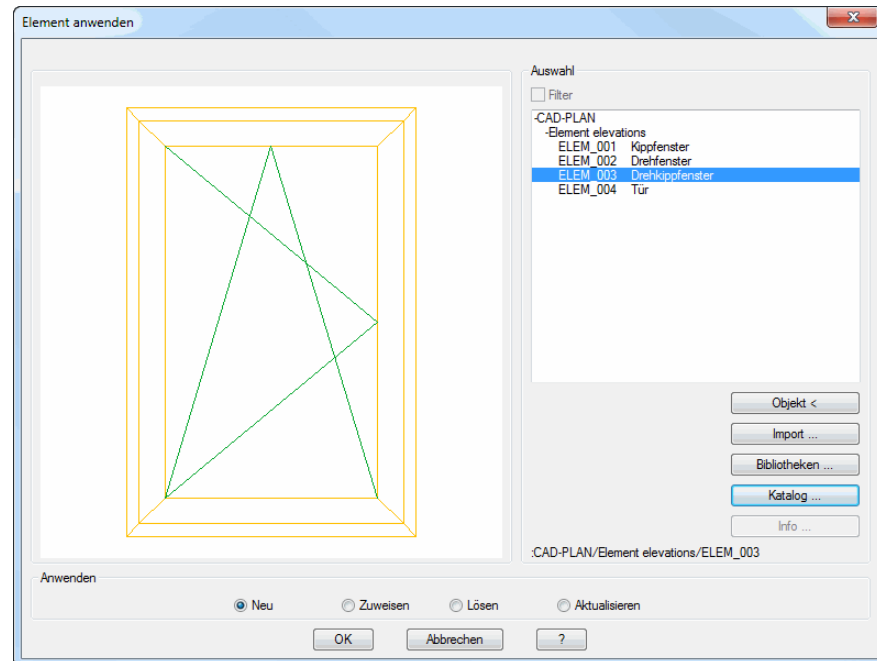 Element anwenden
x
Auswahl
Filter
-CAD-PLAN
-Element elevations
ELEM_001 Kippfenster
ELEM_002 Drehfenster
ELEM_003 Drehkippfenster
ELEM_004 Tür
Objekt <
Import ...
Bibliotheken ...
Katalog ...
Info ...
:CAD-PLAN/Element elevations/ELEM_003
Anwenden
Neu Zuweisen Lösen Aktualisieren
OK Abbrechen ?